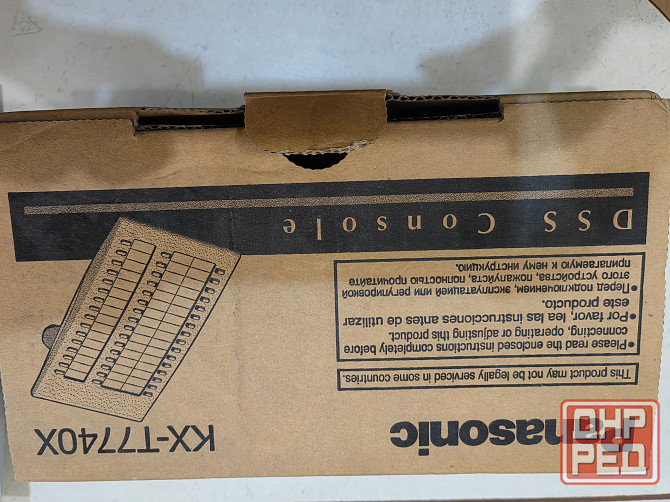 Panasonic
KX-T7740X
This product may not be legally serviced in some countries.
•Please read the enclosed instructions completely before
connecting, operating or adjusting this product.
•Por favor, lea las instrucciones antes de utilizar
este producto.
•Перед подключением, эксплуатацией или регулировкой
этого устройства, пожалуйста, полностью прочитайте
прилагаемую к нему инструкцию.
DSS Console
OHP
РЕД